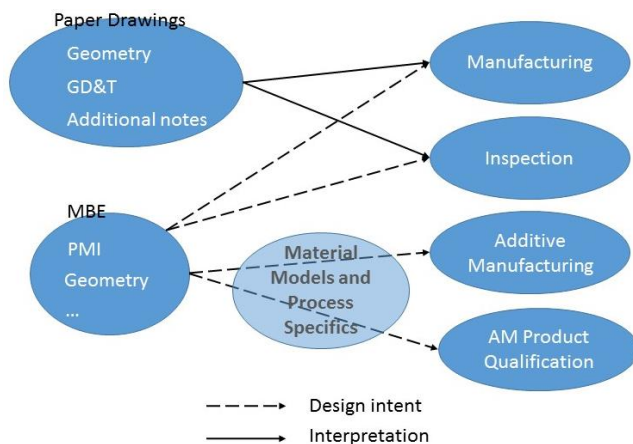 Paper Drawings
Geometry
GD&T
Additional notes
Manufacturing
Inspection
MBE
PMI
Geometry
...
Material
Models and
Process
Specifics
Additive
Manufacturing
AM Product
Qualification
Design intent
Interpretation